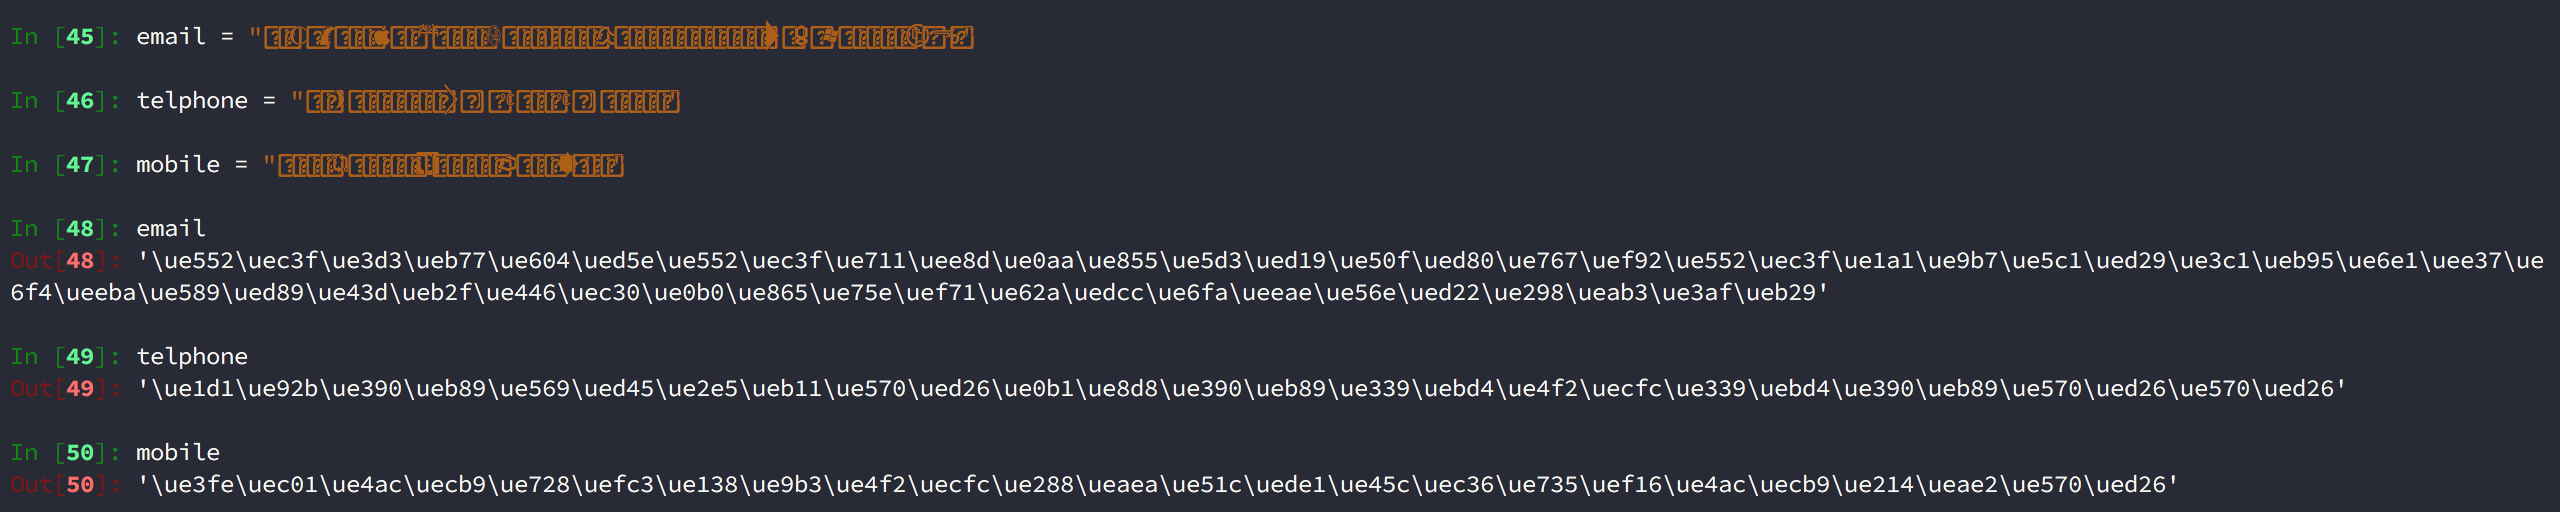 In [45]: email = "
In [46]: telphone = "
In [47]: mobile = "
In [48]: email
Out[48]: '\ue552\uec3f\ue3d3\ueb77\ue604\ued5e\ue552\uec3f\ue711\uee8d\ue0aa\ue855\ue5d3\ued19\ue50f\ued80\ue767\uef92\ue552\uec3f\ue1a1\ue9b7\ue5c1\ued29\ue3c1\ueb95\ue6e1\uee37\ue
6f4\ueeba\ue589\ued89\ue43d\ueb2f\ue446\uec30\ue0b0\ue865\ue75e\uef71\ue62a\uedcc\ue6fa\ueeae\ue56e\ued22\ue298\ueab3\ue3af\ueb29'
In [49]: telphone
Out[49]: '\ue1d1\ue92b\ue390\ueb89\ue569\ued45\ue2e5\ueb11\ue570\ued26\ue0b1\ue8d8\ue390\ueb89\ue339\uebd4\ue4f2\uecfc\ue339\uebd4\ue390\ueb89\ue570\ued26\ue570\ued26'
In [50]: mobile
Out[50]: '\ue3fe\uec01\ue4ac\uecb9\ue728\uefc3\ue138\ue9b3\ue4f2\uecfc\ue288\ueaea\ue51c\uede1\ue45c\uec36\ue735\uef16\ue4ac\uecb9\ue214\ueae2\ue570\ued26'